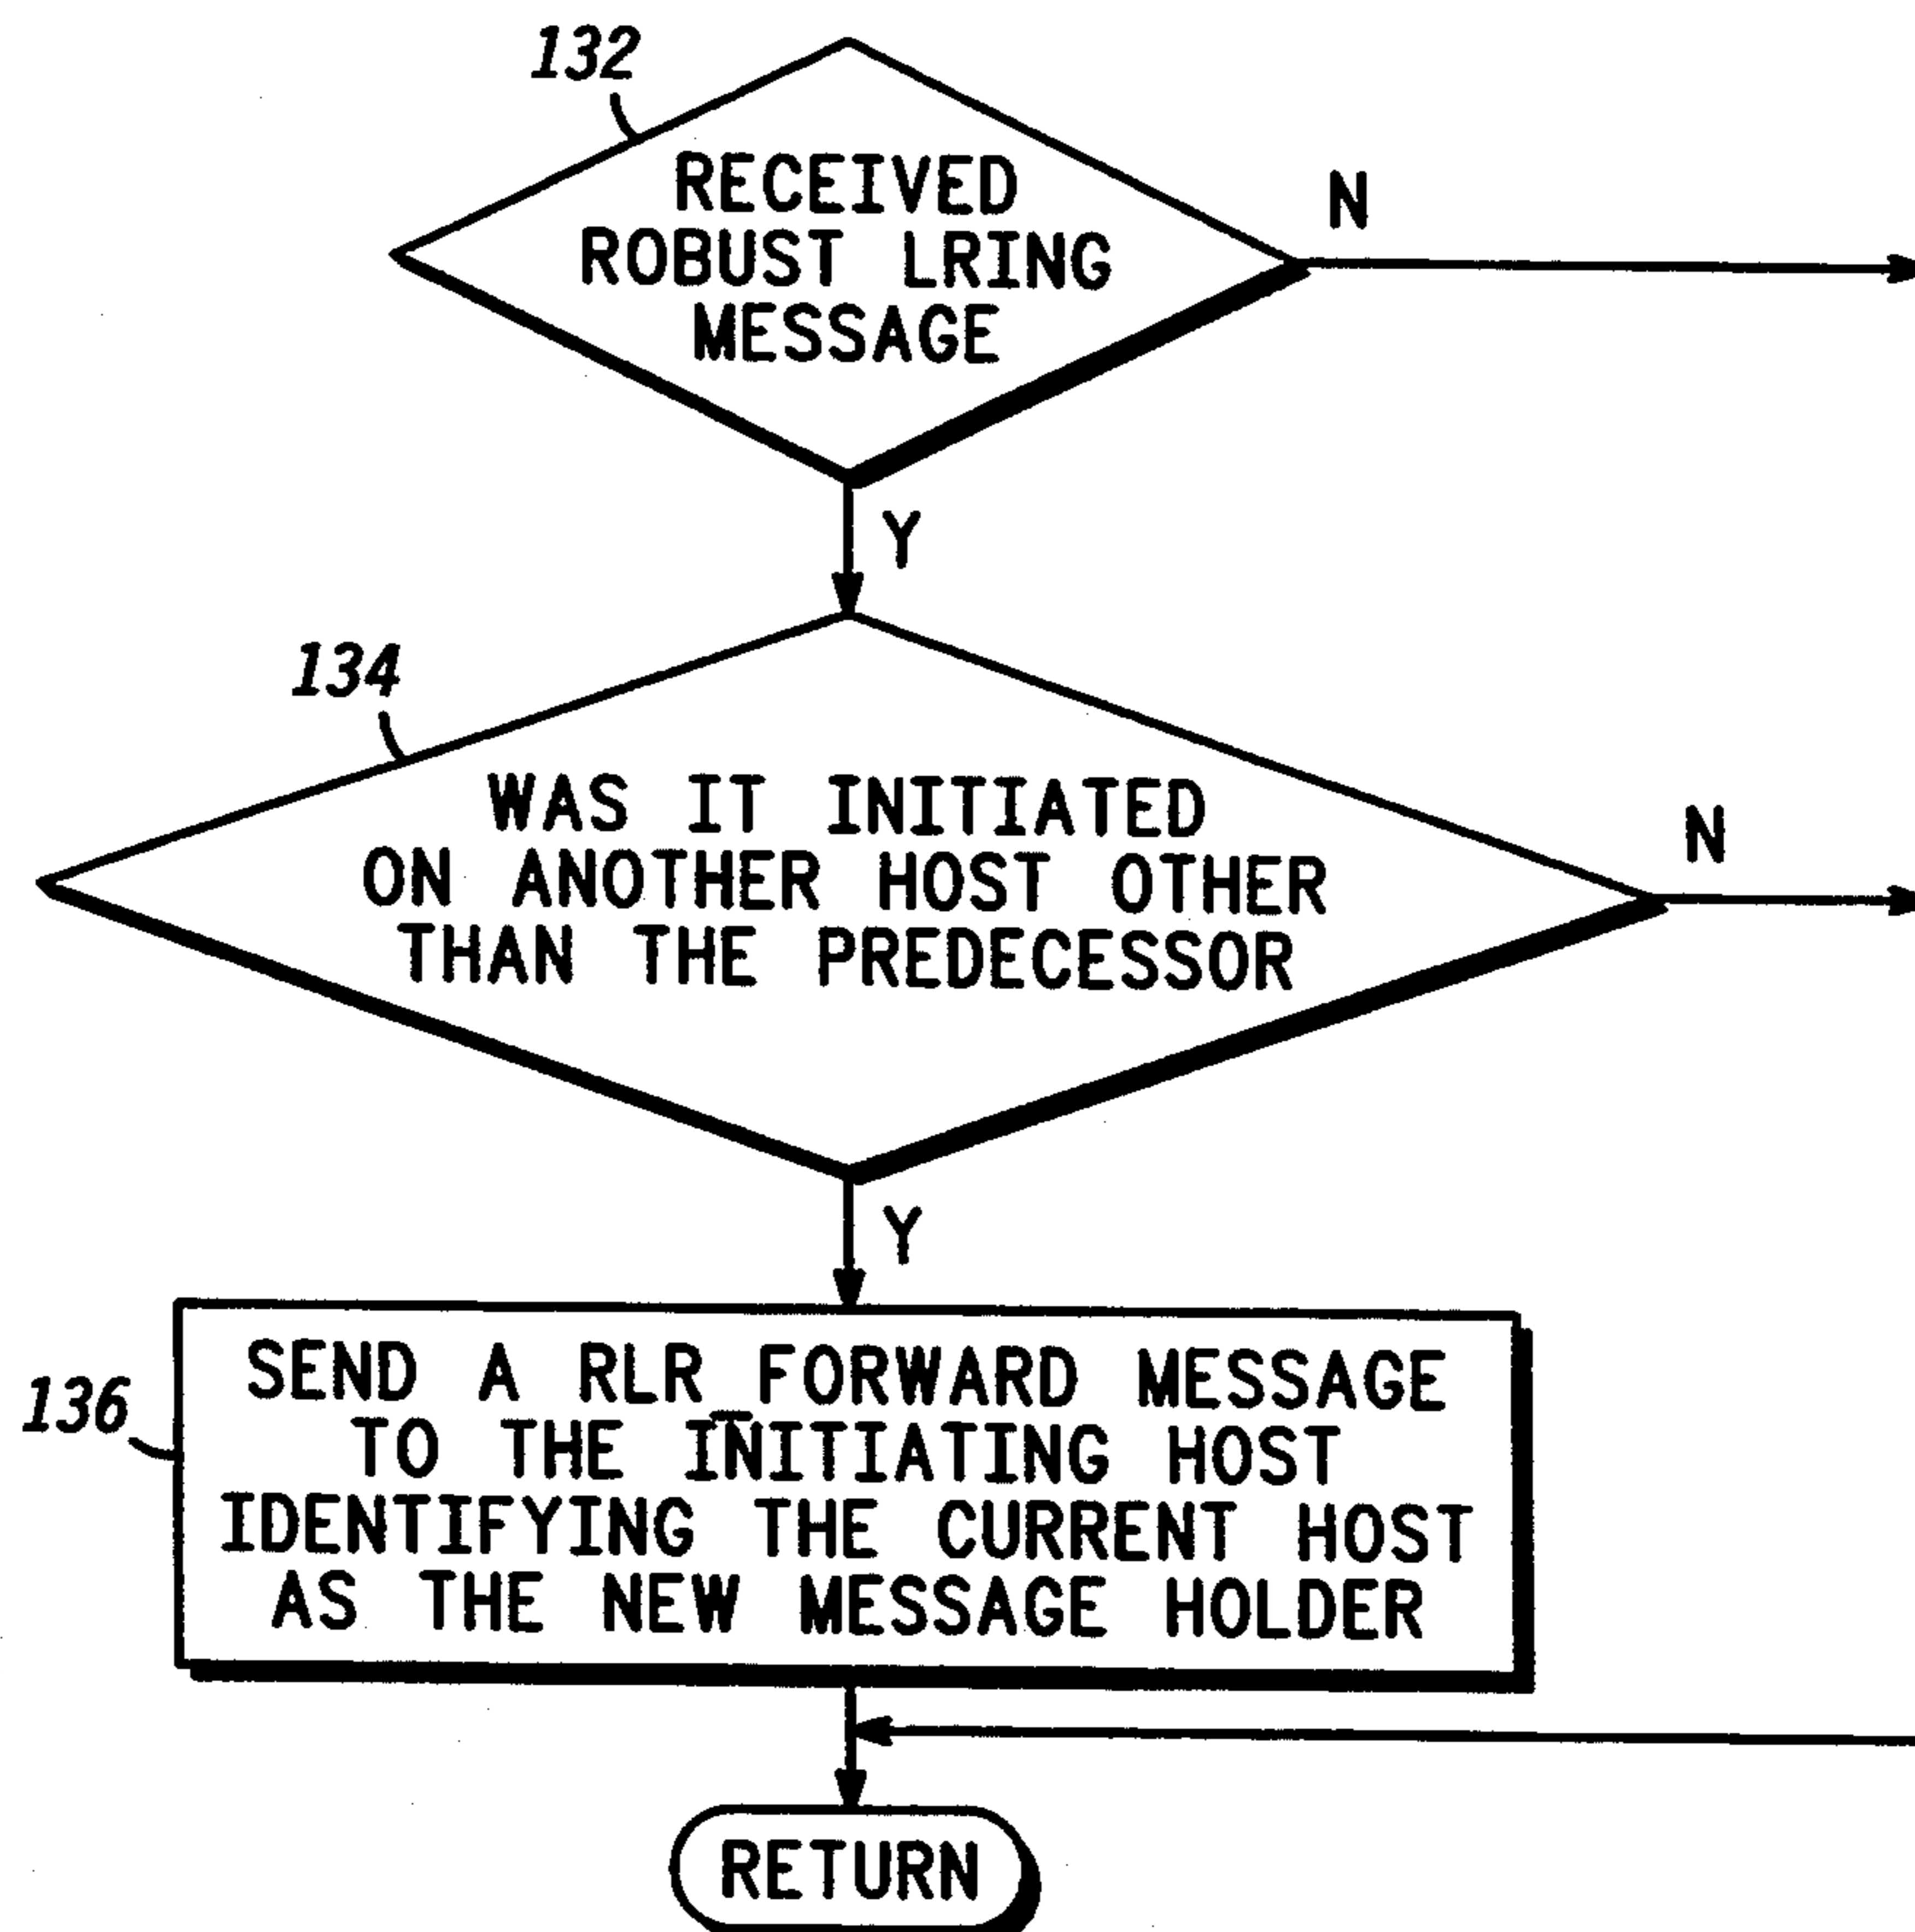 132
RECEIVED
ROBUST LRING
MESSAGE
N
Y
134
WAS IT INITIATED
ON ANOTHER HOST OTHER
THAN THE PREDECESSOR
N
Y
136
SEND A RLR FORWARD MESSAGE
TO THE INITIATING HOST
IDENTIFYING THE CURRENT HOST
AS THE NEW MESSAGE HOLDER
RETURN